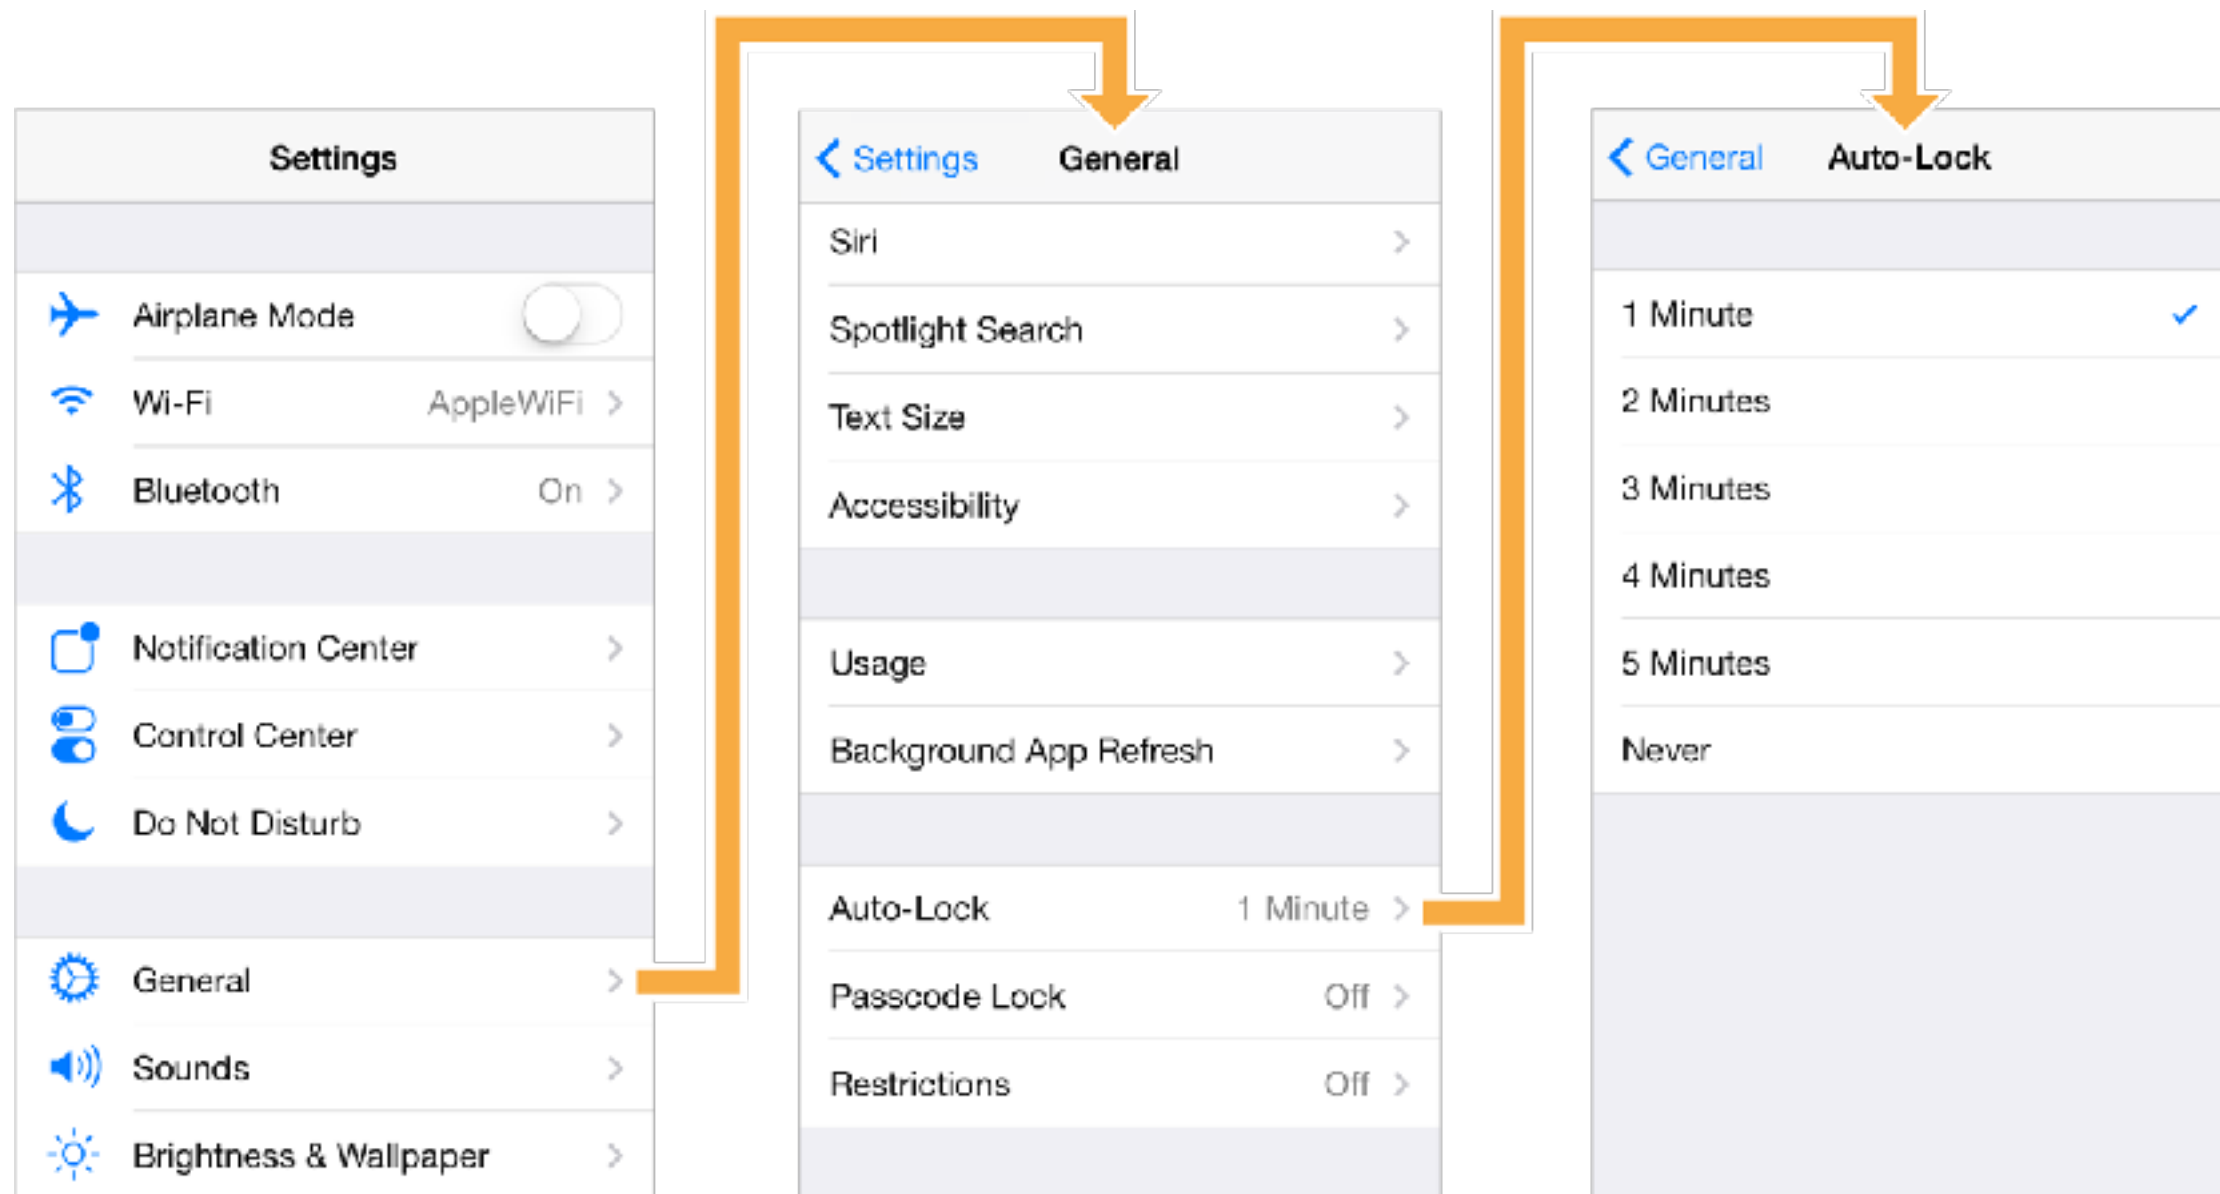 Settings
Airplane Mode
Wi-Fi AppleWiFi
Bluetooth On
Notification Center
Control Center
Do Not Disturb
General
Sounds
Brightness & Wallpaper
Settings General
Siri
Spotlight Search
Text Size
Accessibility
Usage
Background App Refresh
Auto-Lock 1 Minute
Passcode Lock Off
Restrictions Off
General Auto-Lock
1 Minute
2 Minutes
3 Minutes
4 Minutes
5 Minutes
Never